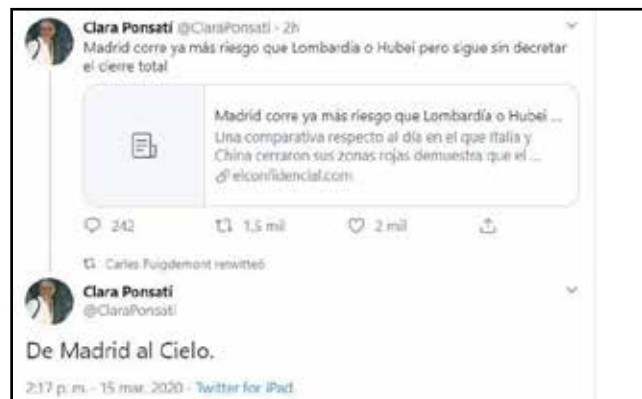 Clara Ponsatí @ClaraPonsati - 2h
Madrid corre ya más riesgo que Lombardía o Hubei pero sigue sin decretar
el cierre total
Madrid corre ya más riesgo que Lombardía o Hubei ...
Una comparativa respecto al día en el que Italia y
China cerraron sus zonas rojas demuestra que el ...
elconfidencial.com
242 1,5 mil 2 mil
Carles Puigdemont retwitteó
Clara Ponsatí
@ClaraPonsati
De Madrid al Cielo.
2:17 p. m. - 15 mar. 2020 - Twitter for iPad